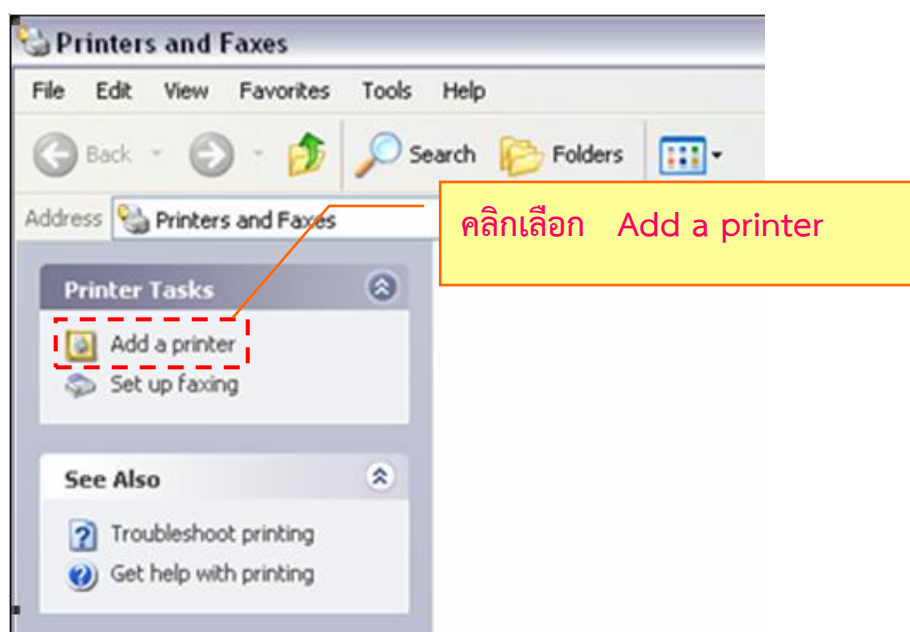 Printers and Faxes
File Edit View Favorites Tools Help
Back Search Folders
Address Printers and Faxes
คลิกเลือก Add a printer
Printer Tasks
Add a printer
Set up faxing
See Also
Troubleshoot printing
Get help with printing